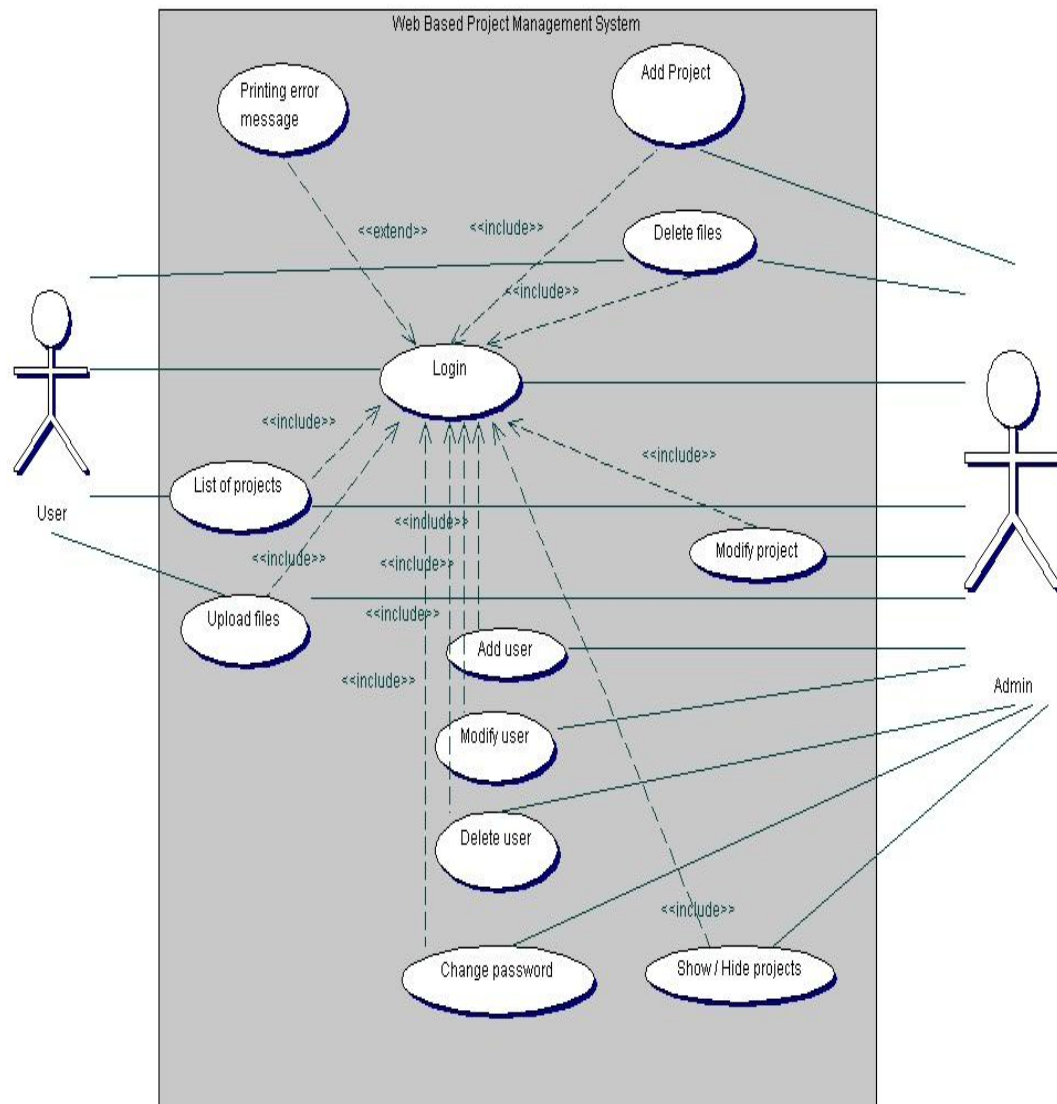 Web Based Project Management System
Printing error
message
Add Project
<<extend>>
<<include>>
Delete files
<<include>>
Login
<<include>>
<<include>>
List of projects
User
<<include>>
Modify project
<<include>>
<<include>>
Upload files
<<include>>
Add user
<<include>>
Admin
Modify user
Delete user
<<include>>
Change password
Show / Hide projects